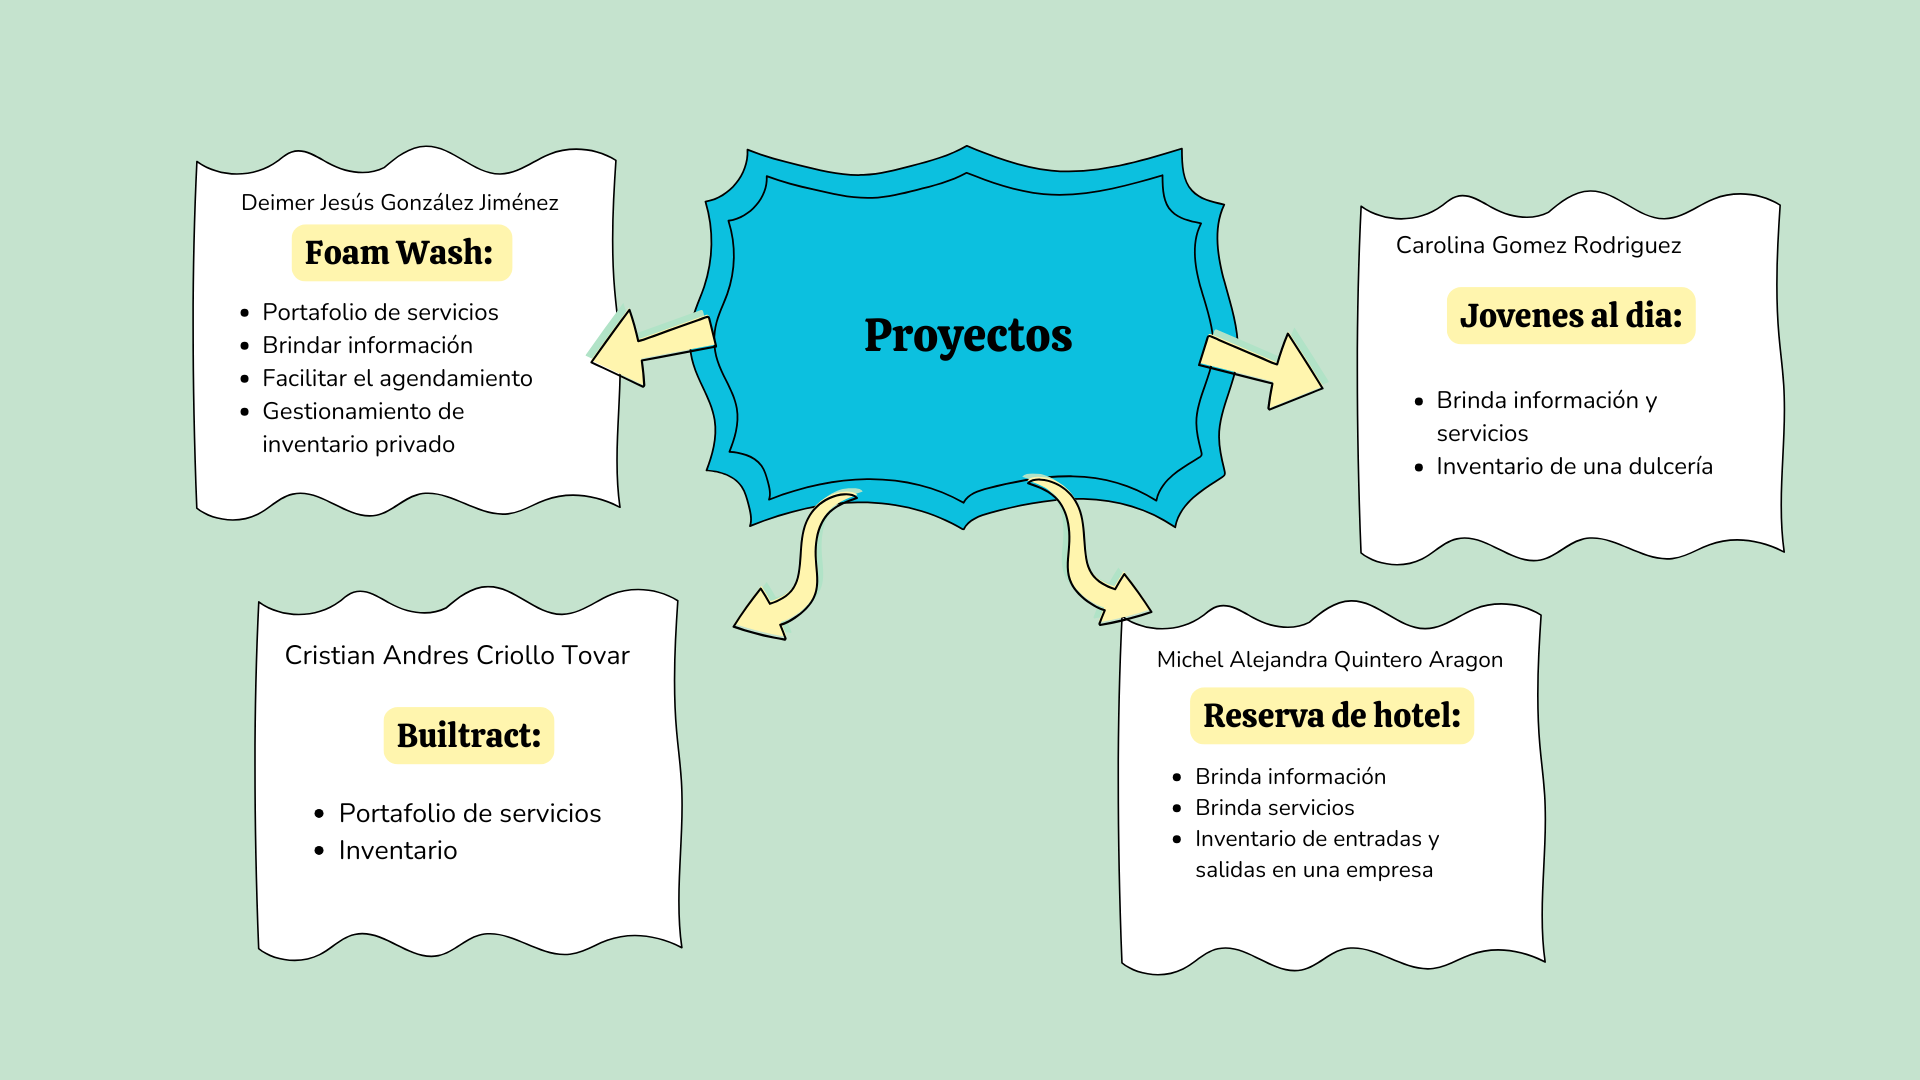 Proyectos
Deimer Jesús González Jiménez
Foam Wash:
• Portafolio de servicios
• Brindar información
• Facilitar el agendamiento
• Gestionamiento de
inventario privado
Carolina Gomez Rodriguez
Jovenes al dia:
• Brinda información y
servicios
• Inventario de una dulcería
Cristian Andres Criollo Tovar
Builtract:
• Portafolio de servicios
• Inventario
Michel Alejandra Quintero Aragon
Reserva de hotel:
• Brinda información
• Brinda servicios
• Inventario de entradas y
salidas en una empresa